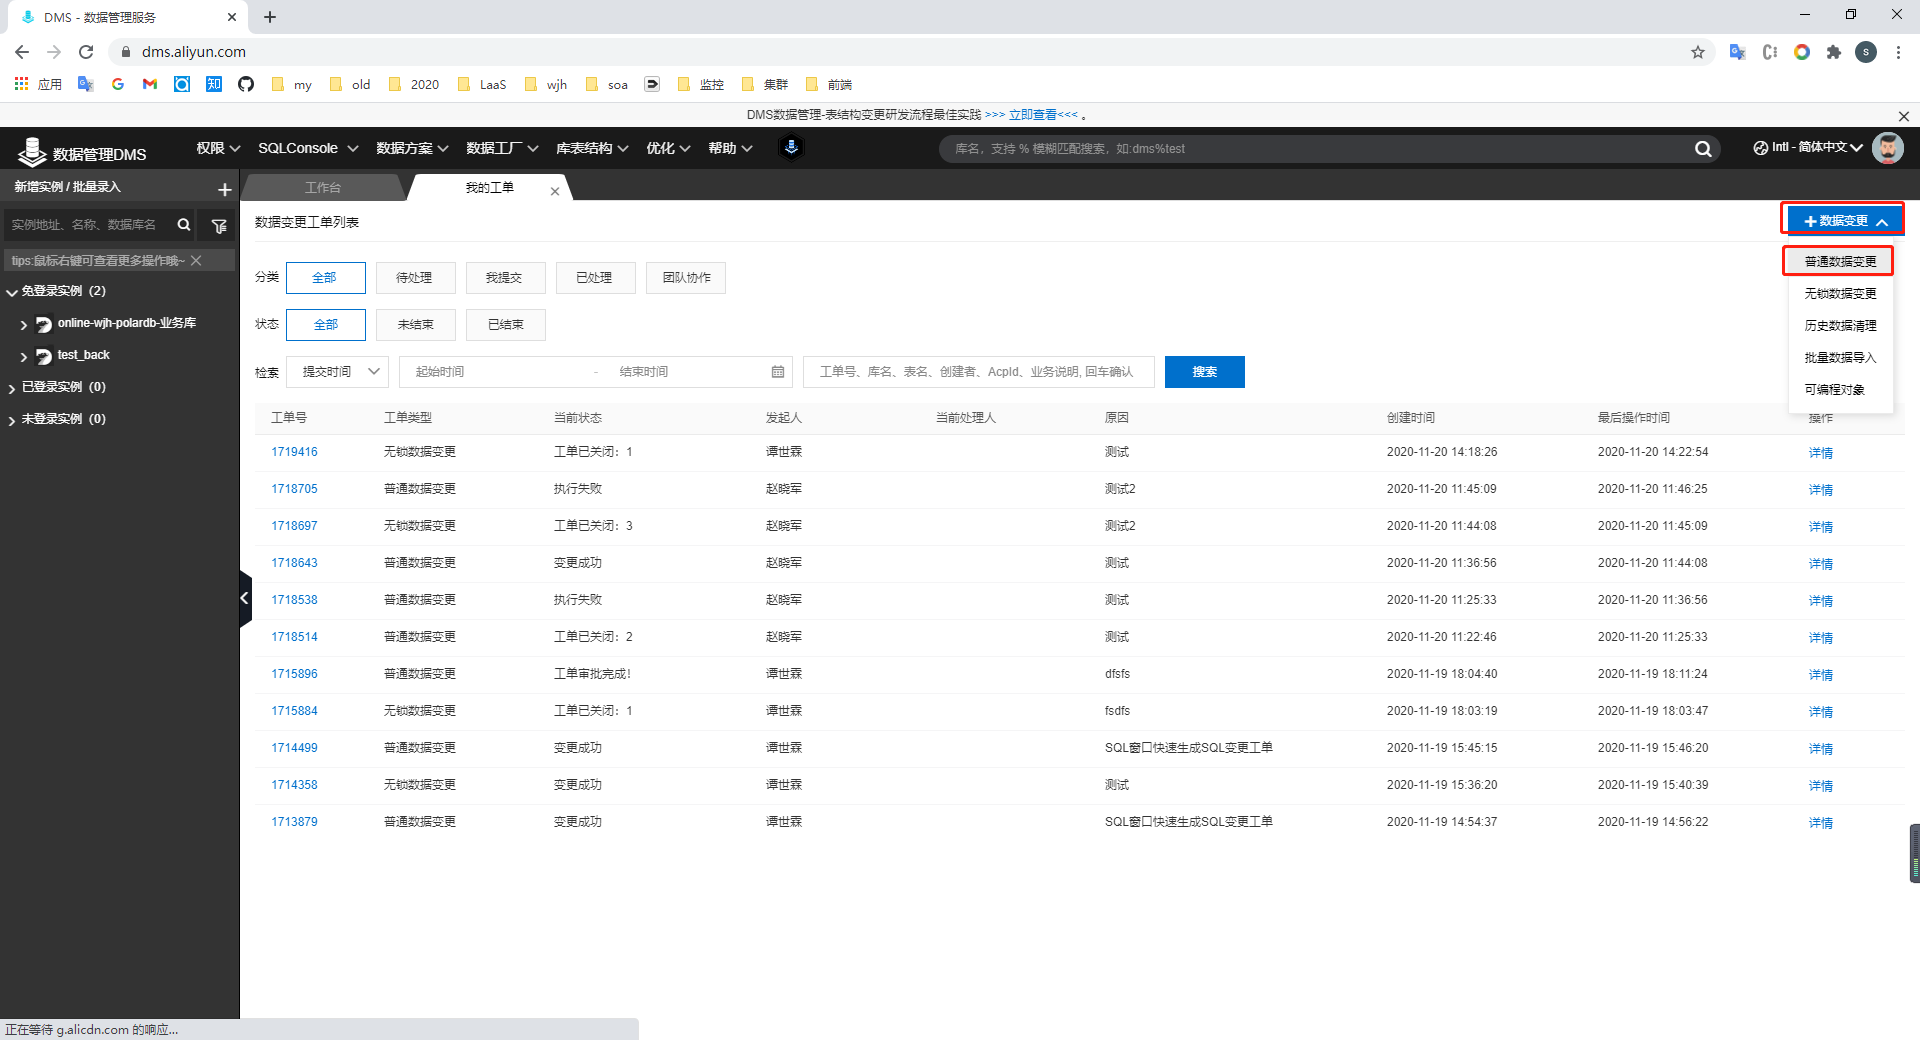 DMS - 数据管理服务
dms.aliyun.com
S
应用 my old 2020 LaaS wjh soa 监控 集群 前端
DMS数据管理-表结构变更研发流程最佳实践 >>> 立即查看<<< 。
数据管理DMS 权限 SQLConsole 数据方案 数据工厂 库表结构 优化 帮助 库名，支持 % 模糊匹配搜索，如:dms%test Intl - 简体中文
新增实例 / 批量录入
工作台 我的工单
实例地址、名称、数据库名
tips:鼠标右键可查看更多操作哦~
免登录实例（2）
online-wjh-polardb-业务库
test_back
已登录实例（0）
未登录实例（0）
数据变更工单列表
数据变更
普通数据变更
无锁数据变更
历史数据清理
批量数据导入
可编程对象
分类 全部 待处理 我提交 已处理 团队协作
状态 全部 未结束 已结束
检索 提交时间 起始时间 - 结束时间 工单号、库名、表名、创建者、AcpId、业务说明, 回车确认 搜索
工单号 工单类型 当前状态 发起人 当前处理人 原因 创建时间 最后操作时间 操作
1719416 无锁数据变更 工单已关闭：1 谭世霖 测试 2020-11-20 14:18:26 2020-11-20 14:22:54 详情
1718705 普通数据变更 执行失败 赵晓军 测试2 2020-11-20 11:45:09 2020-11-20 11:46:25 详情
1718697 无锁数据变更 工单已关闭：3 赵晓军 测试2 2020-11-20 11:44:08 2020-11-20 11:45:09 详情
1718643 普通数据变更 变更成功 赵晓军 测试 2020-11-20 11:36:56 2020-11-20 11:44:08 详情
1718538 普通数据变更 执行失败 赵晓军 测试 2020-11-20 11:25:33 2020-11-20 11:36:56 详情
1718514 普通数据变更 工单已关闭：2 赵晓军 测试 2020-11-20 11:22:46 2020-11-20 11:25:33 详情
1715896 普通数据变更 工单审批完成！ 谭世霖 dfsfs 2020-11-19 18:04:40 2020-11-19 18:11:24 详情
1715884 无锁数据变更 工单已关闭：1 谭世霖 fsdfs 2020-11-19 18:03:19 2020-11-19 18:03:47 详情
1714499 普通数据变更 变更成功 谭世霖 SQL窗口快速生成SQL变更工单 2020-11-19 15:45:15 2020-11-19 15:46:20 详情
1714358 无锁数据变更 变更成功 谭世霖 测试 2020-11-19 15:36:20 2020-11-19 15:40:39 详情
1713879 普通数据变更 变更成功 谭世霖 SQL窗口快速生成SQL变更工单 2020-11-19 14:54:37 2020-11-19 14:56:22 详情
正在等待 g.alicdn.com 的响应...